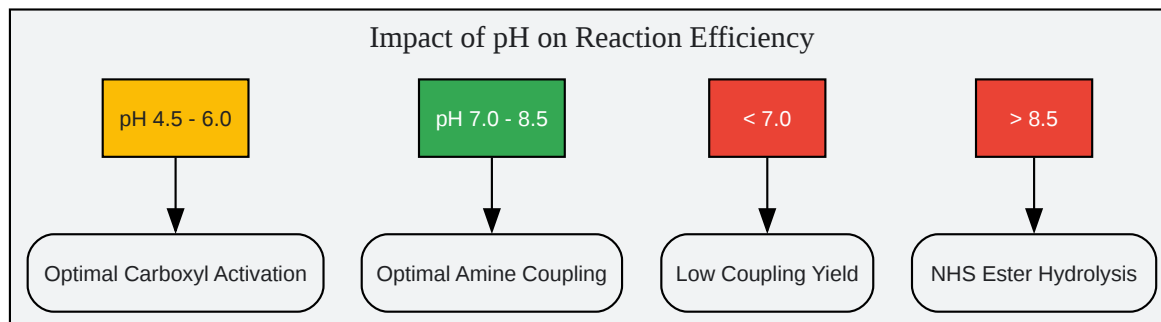 Impact of pH on Reaction Efficiency
pH 4.5 - 6.0
pH 7.0 - 8.5
< 7.0
> 8.5
Optimal Carboxyl Activation
Optimal Amine Coupling
Low Coupling Yield
NHS Ester Hydrolysis